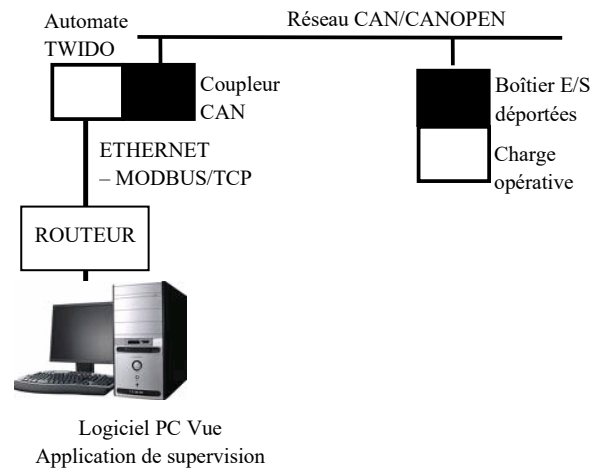 Automate
TWIDO
Réseau CAN/CANOPEN
Coupleur
CAN
Boîtier E/S
déportées
Charge
opérative
ETHERNET
– MODBUS/TCP
ROUTEUR
Logiciel PC Vue
Application de supervision